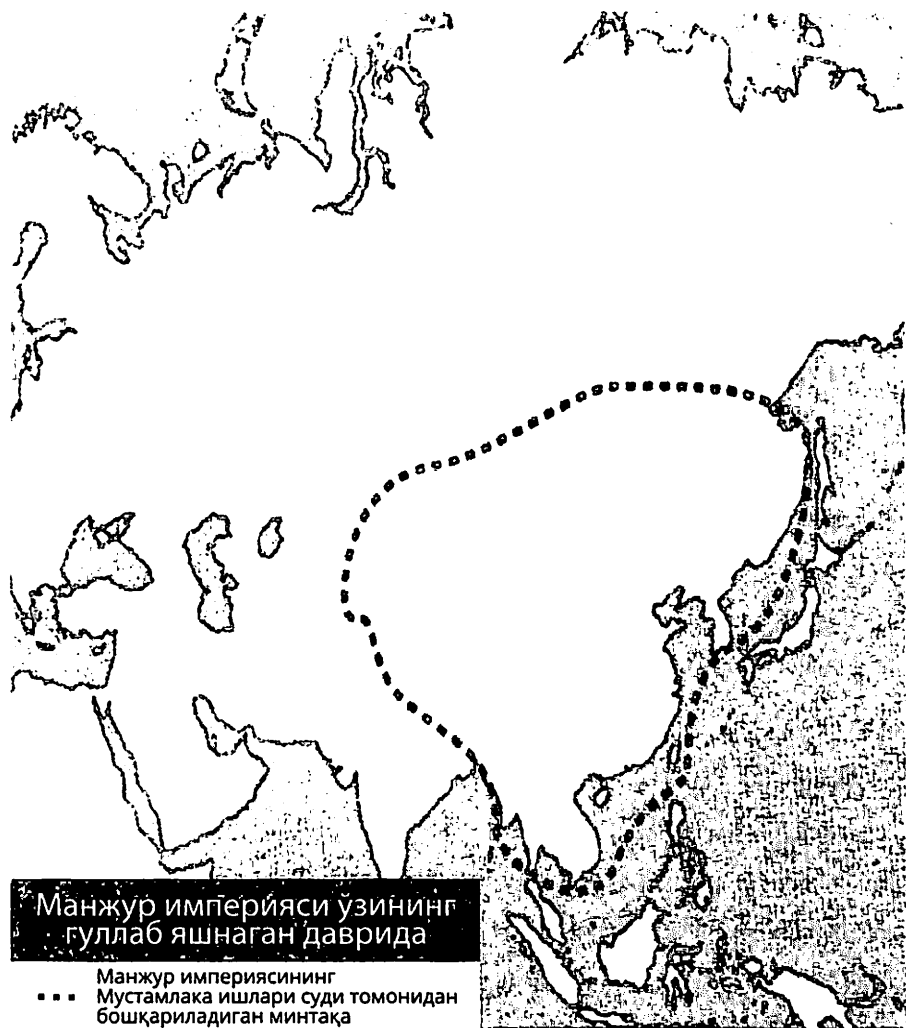 Манжур империяси ўзининг
гуллаб яшнаган даврида
Манжур империясининг
Мустамлака ишлари суди томонидан
бошқариладиган минтақа